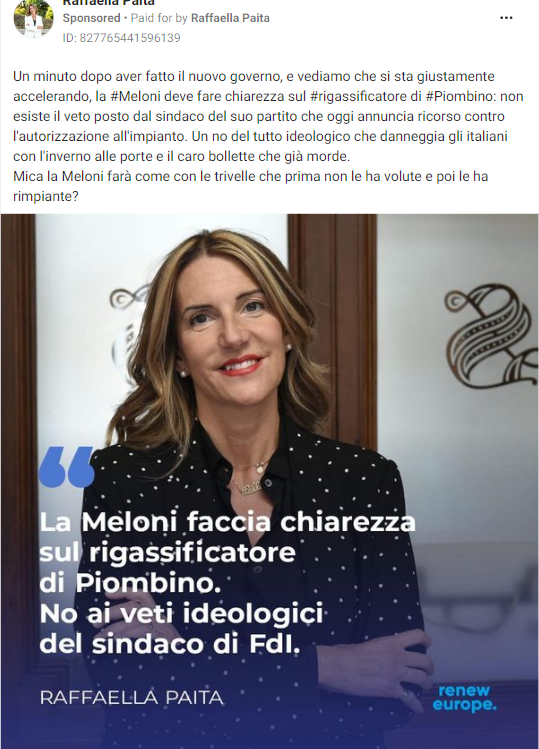 Raffaella Paita
Sponsored • Paid for by Raffaella Paita
ID: 827765441596139
Un minuto dopo aver fatto il nuovo governo, e vediamo che si sta giustamente
accelerando, la #Meloni deve fare chiarezza sul #rigassificatore di #Piombino: non
esiste il veto posto dal sindaco del suo partito che oggi annuncia ricorso contro
l'autorizzazione all'impianto. Un no del tutto ideologico che danneggia gli italiani
con l'inverno alle porte e il caro bollette che già morde.
Mica la Meloni farà come con le trivelle che prima non le ha volute e poi le ha
rimpiante?
“
La Meloni faccia chiarezza
sul rigassificatore
di Piombino.
No ai veti ideologici
del sindaco di FdI.
RAFFAELLA PAITA
renew
europe.